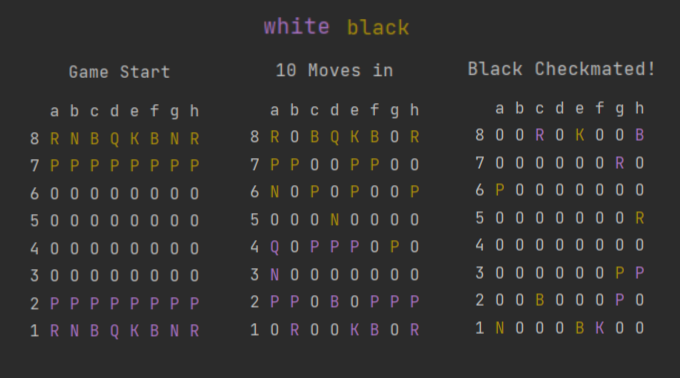 white black
Game Start
a b c d e f g h
8 R N B Q K B N R
7 P P P P P P P P
6 0 0 0 0 0 0 0 0
5 0 0 0 0 0 0 0 0
4 0 0 0 0 0 0 0 0
3 0 0 0 0 0 0 0 0
2 P P P P P P P P
1 R N B Q K B N R
10 Moves in
a b c d e f g h
8 R 0 B Q K B 0 R
7 P P 0 0 P P 0 0
6 N 0 P 0 P 0 0 P
5 0 0 0 N 0 0 0 0
4 Q 0 P P P 0 P 0
3 N 0 0 0 0 0 0 0
2 P P 0 B 0 P P P
1 0 R 0 0 K B 0 R
Black Checkmated!
a b c d e f g h
8 0 0 R 0 K 0 0 B
7 0 0 0 0 0 0 R 0
6 P 0 0 0 0 0 0 0
5 0 0 0 0 0 0 0 R
4 0 0 0 0 0 0 0 0
3 0 0 0 0 0 0 P P
2 0 0 B 0 0 0 P 0
1 N 0 0 0 B K 0 0